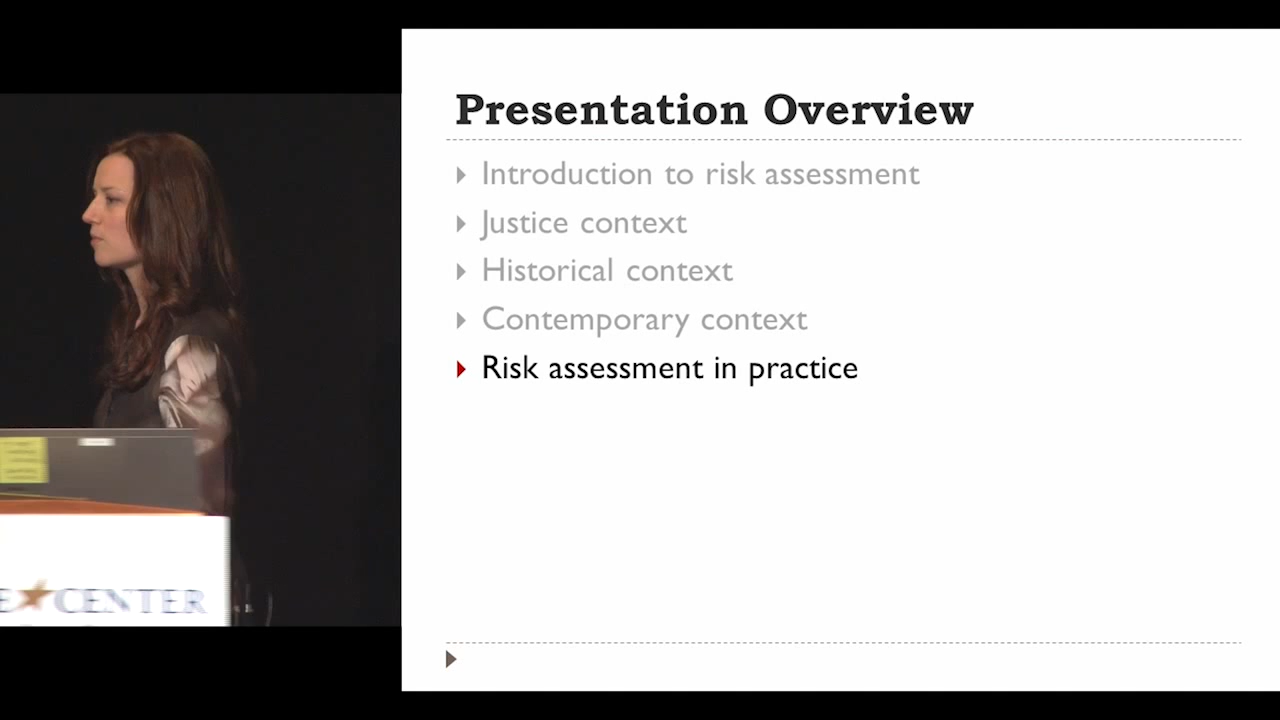 Presentation Overview
Introduction to risk assessment
Justice context
Historical context
Contemporary context
Risk assessment in practice
CENTER